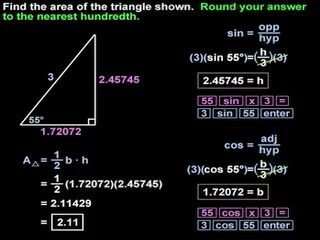 Find the area of the triangle shown. Round your answer
to the nearest hundredth.
3
2.45745
55°
1.72072
A△ = 1/2 b · h
= 1/2 (1.72072)(2.45745)
= 2.11429
= 2.11
sin = opp/hyp
(3)(sin 55°)=(h/3)(3)
2.45745 = h
55 sin x 3 =
3 sin 55 enter
cos = adj/hyp
(3)(cos 55°)=(b/3)(3)
1.72072 = b
55 cos x 3 =
3 cos 55 enter